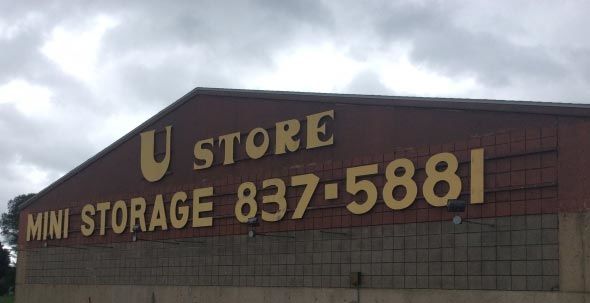 U STORE
MINI STORAGE 837-5881